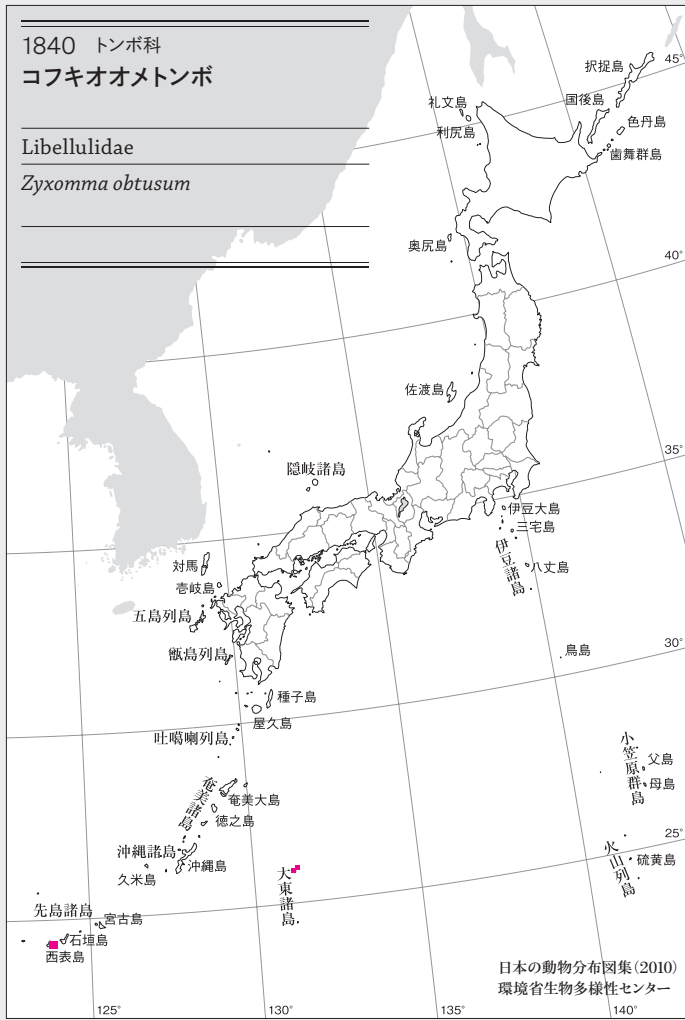 1840 トンボ科
コフキオオメトンボ
Libellulidae
Zyxomma obtusum
択捉島
45°
国後島
礼文島
色丹島
利尻島
歯舞群島
奥尻島
40°
佐渡島
35°
隠岐諸島
伊豆大島
三宅島
伊豆諸島
八丈島
対馬
壱岐島
五島列島
甑島列島
鳥島
30°
種子島
屋久島
吐噶喇列島
小笠原群島
父島
母島
奄美諸島
奄美大島
徳之島
25°
沖縄諸島
沖縄島
久米島
火山列島
硫黄島
大東諸島
先島諸島
宮古島
石垣島
西表島
日本の動物分布図集(2010)
環境省生物多様性センター
125°
130°
135°
140°